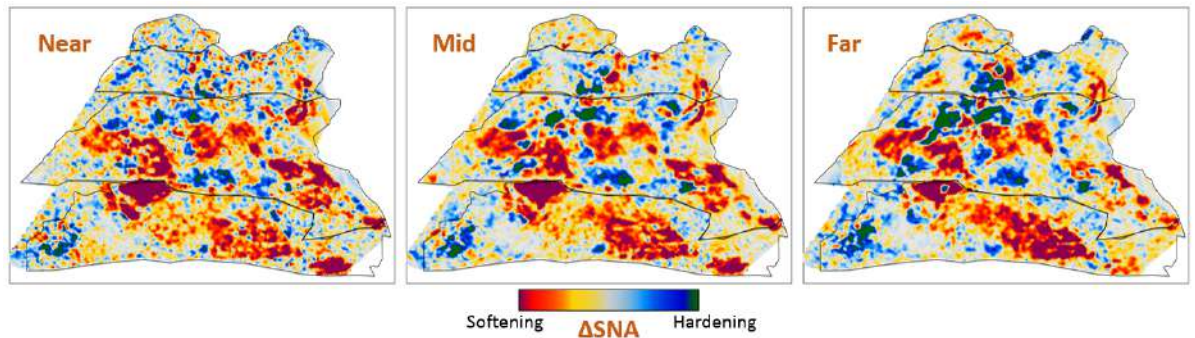 Near
Mid
Far
Softening
Hardening
ΔSNA